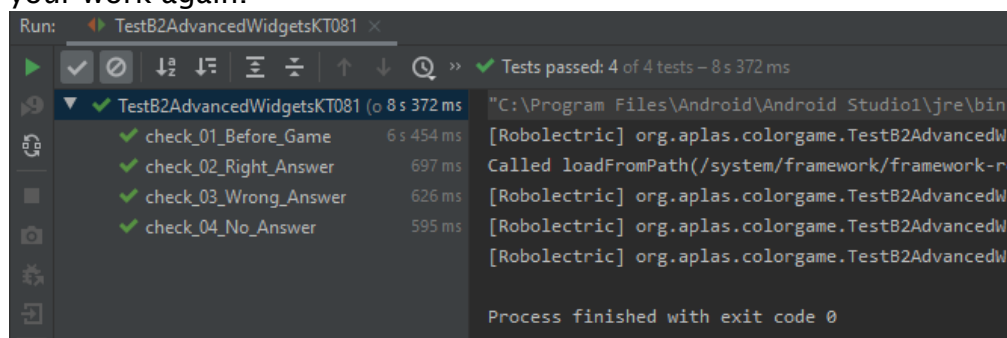 your work again.
Run: TestB2AdvancedWidgetsKT081
Tests passed: 4 of 4 tests – 8 s 372 ms
TestB2AdvancedWidgetsKT081 (o 8 s 372 ms
check_01_Before_Game 6 s 454 ms
check_02_Right_Answer 697 ms
check_03_Wrong_Answer 626 ms
check_04_No_Answer 595 ms
"C:\Program Files\Android\Android Studio1\jre\bin
[Robolectric] org.aplas.colorgame.TestB2AdvancedW
Called loadFromPath(/system/framework/framework-r
[Robolectric] org.aplas.colorgame.TestB2AdvancedW
[Robolectric] org.aplas.colorgame.TestB2AdvancedW
[Robolectric] org.aplas.colorgame.TestB2AdvancedW
Process finished with exit code 0